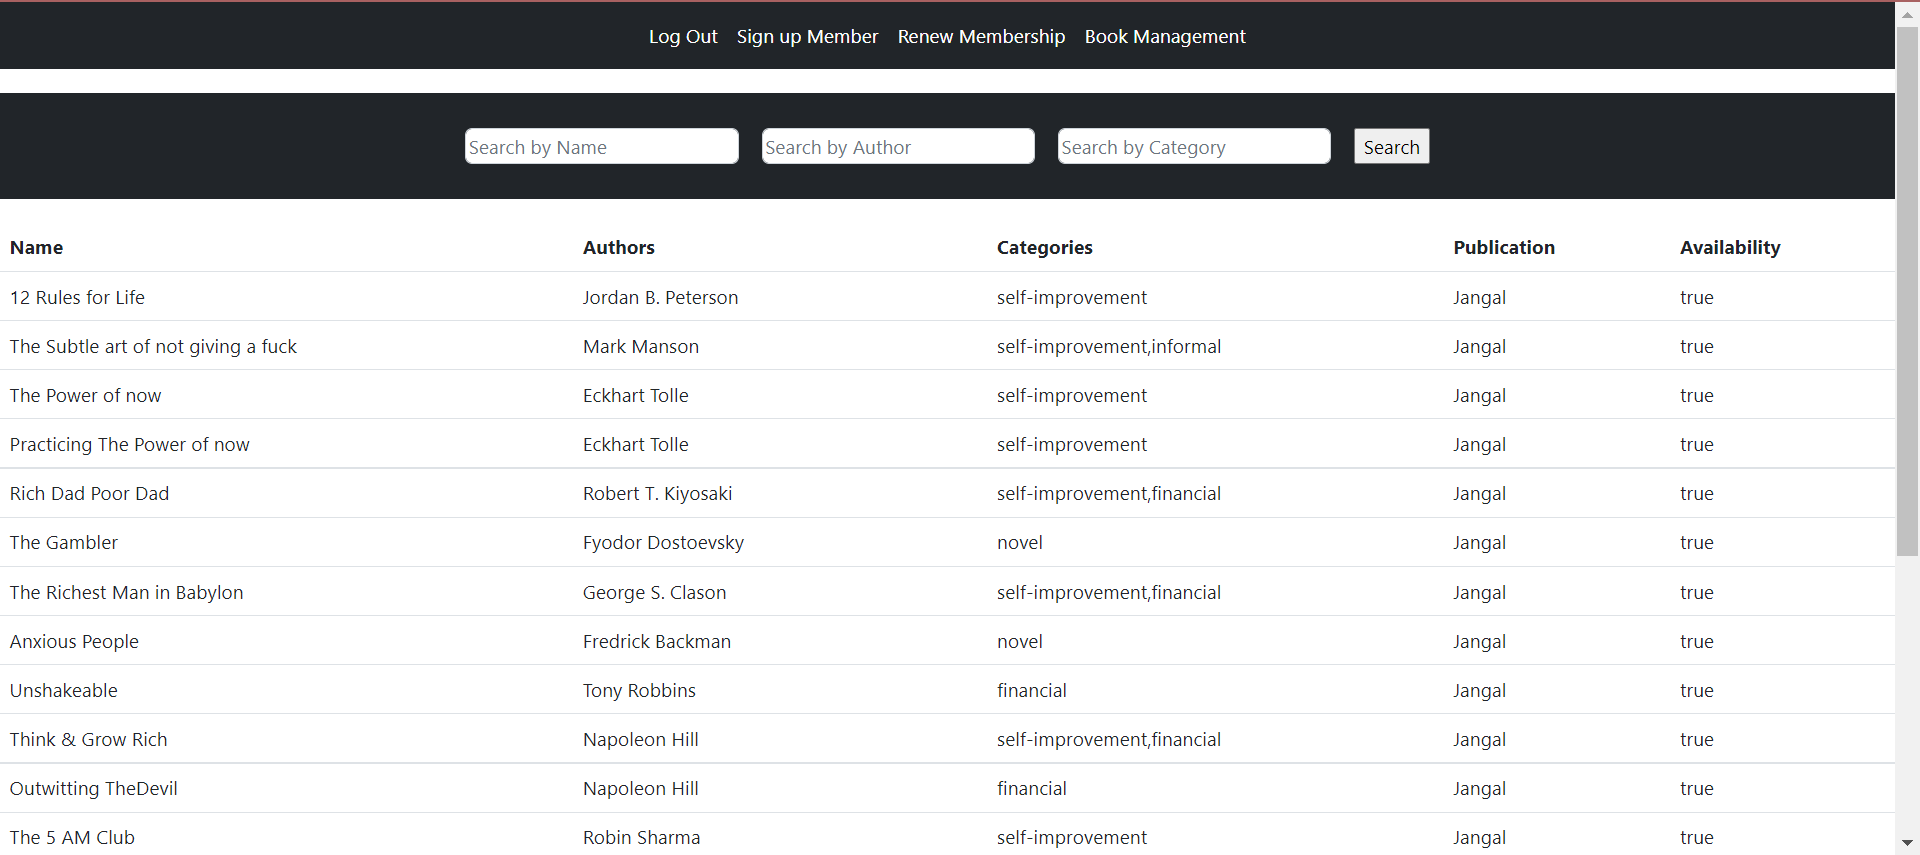 Log Out Sign up Member Renew Membership Book Management
Search by Name Search by Author Search by Category Search
Name Authors Categories Publication Availability
12 Rules for Life Jordan B. Peterson self-improvement Jangal true
The Subtle art of not giving a fuck Mark Manson self-improvement,informal Jangal true
The Power of now Eckhart Tolle self-improvement Jangal true
Practicing The Power of now Eckhart Tolle self-improvement Jangal true
Rich Dad Poor Dad Robert T. Kiyosaki self-improvement,financial Jangal true
The Gambler Fyodor Dostoevsky novel Jangal true
The Richest Man in Babylon George S. Clason self-improvement,financial Jangal true
Anxious People Fredrick Backman novel Jangal true
Unshakeable Tony Robbins financial Jangal true
Think & Grow Rich Napoleon Hill self-improvement,financial Jangal true
Outwitting TheDevil Napoleon Hill financial Jangal true
The 5 AM Club Robin Sharma self-improvement Jangal true